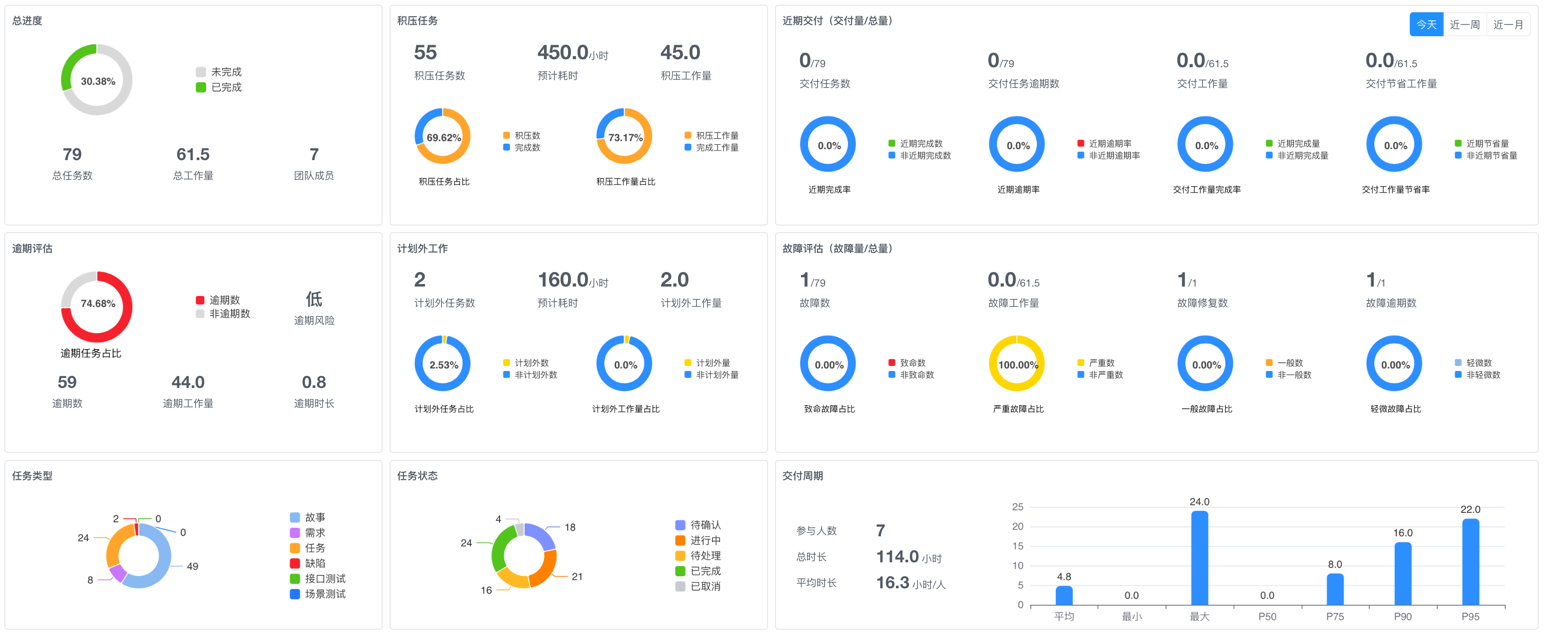 总进度
30.38%
未完成
已完成
79
总任务数
61.5
总工作量
7
团队成员
积压任务
55
积压任务数
450.0小时
预计耗时
45.0
积压工作量
69.62%
积压数
完成数
积压任务占比
73.17%
积压工作量
完成工作量
积压工作量占比
近期交付（交付量/总量）
今天
近一周
近一月
0/79
交付任务数
0/79
交付任务逾期数
0.0/61.5
交付工作量
0.0/61.5
交付节省工作量
0.0%
近期完成数
非近期完成数
近期完成率
0.0%
近期逾期率
非近期逾期率
近期逾期率
0.0%
近期完成量
非近期完成量
交付工作量完成率
0.0%
近期节省量
非近期节省量
交付工作量节省率
逾期评估
74.68%
逾期任务占比
逾期数
非逾期数
低
逾期风险
59
逾期数
44.0
逾期工作量
0.8
逾期时长
计划外工作
2
计划外任务数
160.0小时
预计耗时
2.0
计划外工作量
2.53%
计划外数
非计划外数
计划外任务占比
0.0%
计划外量
非计划外量
计划外工作量占比
故障评估（故障量/总量）
1/79
故障数
0.0/61.5
故障工作量
1/1
故障修复数
1/1
故障逾期数
0.00%
致命数
非致命数
致命故障占比
100.00%
严重数
非严重数
严重故障占比
0.00%
一般数
非一般数
一般故障占比
0.00%
轻微数
非轻微数
轻微故障占比
任务类型
2
0
0
24
8
49
故事
需求
任务
缺陷
接口测试
场景测试
任务状态
4
18
24
21
16
待确认
进行中
待处理
已完成
已取消
交付周期
参与人数
7
总时长
114.0 小时
平均时长
16.3 小时/人
25
20
15
10
5
0
4.8
0.0
24.0
0.0
8.0
16.0
22.0
平均
最小
最大
P50
P75
P90
P95